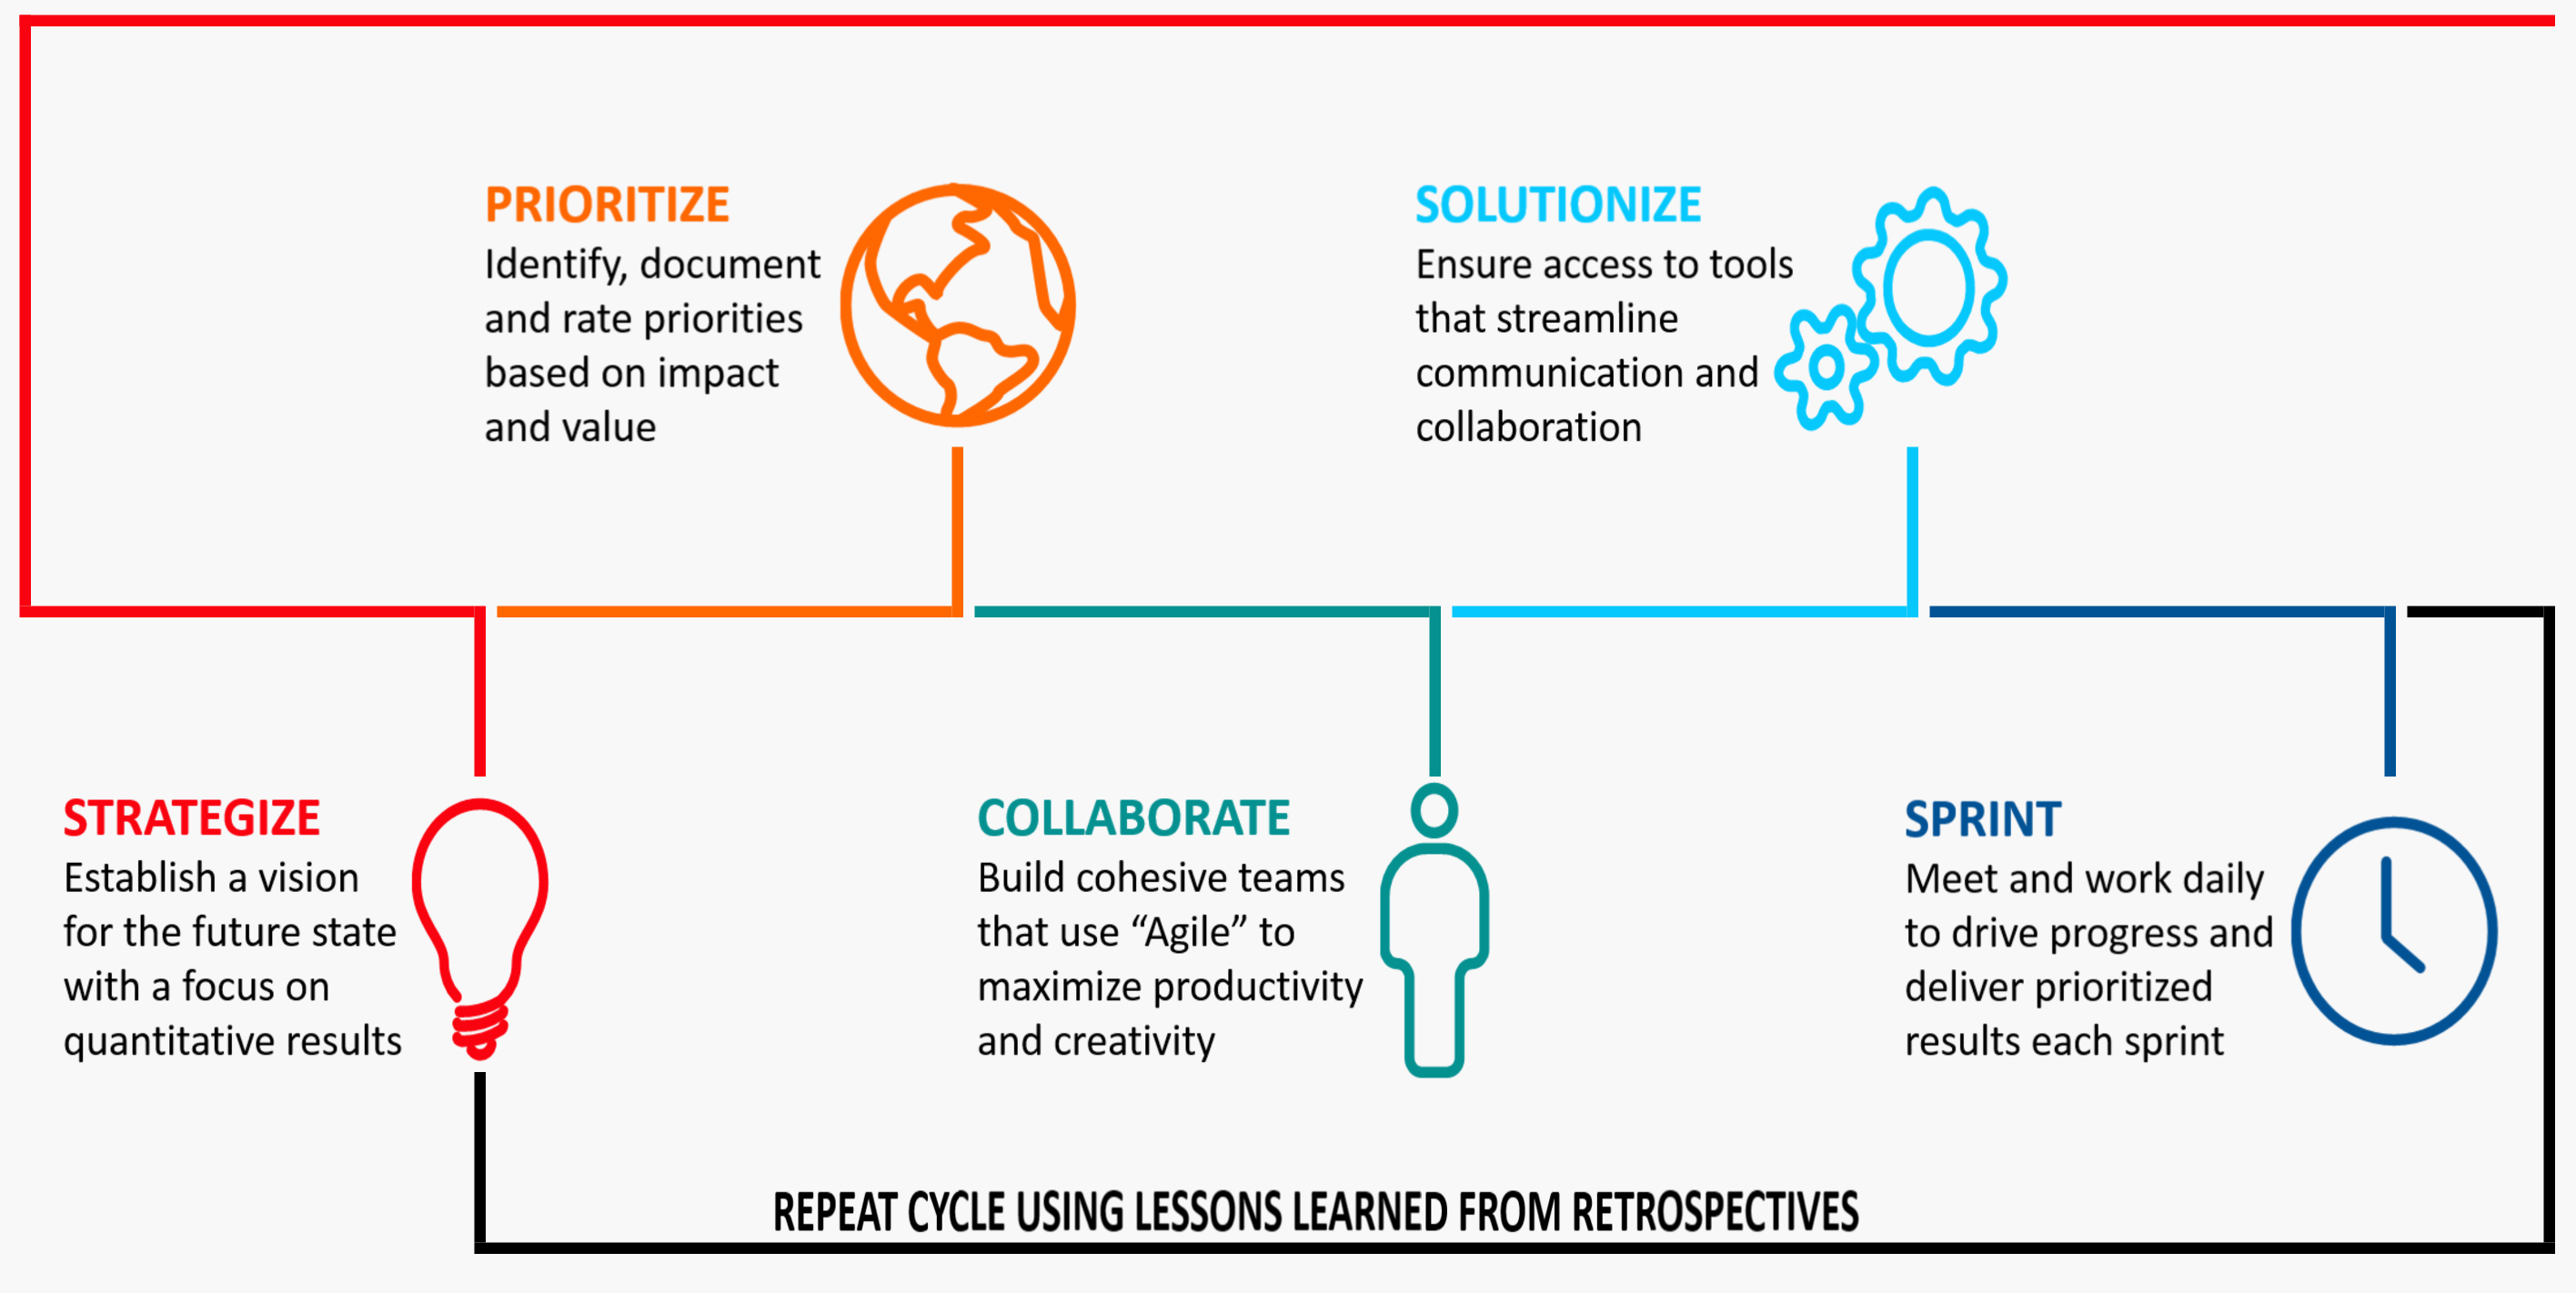 PRIORITIZE
Identify, document
and rate priorities
based on impact
and value
SOLUTIONIZE
Ensure access to tools
that streamline
communication and
collaboration
STRATEGIZE
Establish a vision
for the future state
with a focus on
quantitative results
COLLABORATE
Build cohesive teams
that use “Agile” to
maximize productivity
and creativity
SPRINT
Meet and work daily
to drive progress and
deliver prioritized
results each sprint
REPEAT CYCLE USING LESSONS LEARNED FROM RETROSPECTIVES